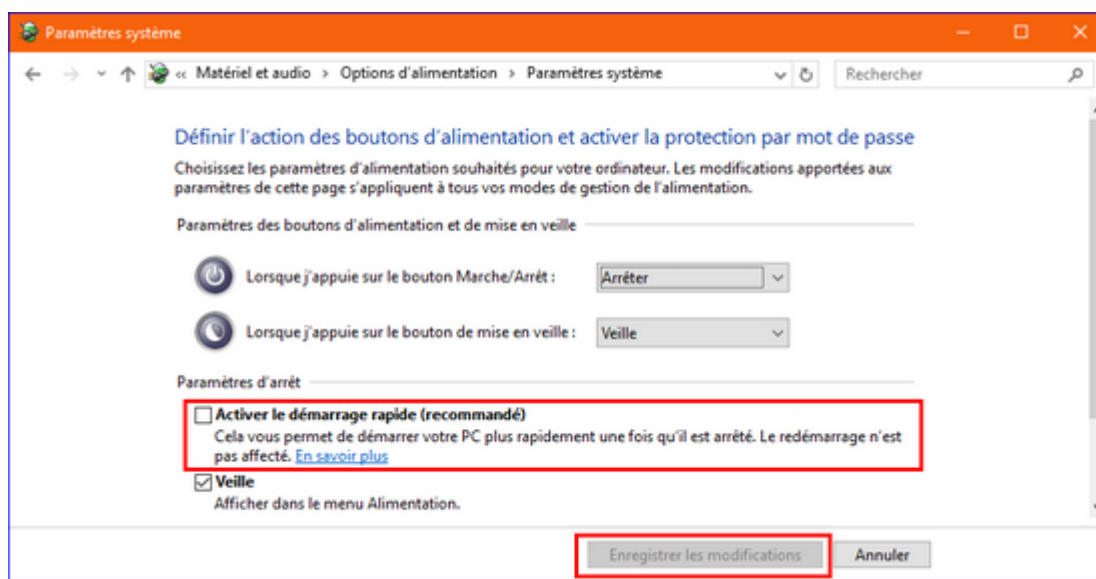 Paramètres système
« Matériel et audio > Options d'alimentation > Paramètres système
Rechercher
Définir l'action des boutons d'alimentation et activer la protection par mot de passe
Choisissez les paramètres d'alimentation souhaités pour votre ordinateur. Les modifications apportées aux
paramètres de cette page s'appliquent à tous vos modes de gestion de l'alimentation.
Paramètres des boutons d'alimentation et de mise en veille
Lorsque j'appuie sur le bouton Marche/Arrêt :
Arrêter
Lorsque j'appuie sur le bouton de mise en veille :
Veille
Paramètres d'arrêt
Activer le démarrage rapide (recommandé)
Cela vous permet de démarrer votre PC plus rapidement une fois qu'il est arrêté. Le redémarrage n'est
pas affecté. En savoir plus
Veille
Afficher dans le menu Alimentation.
Enregistrer les modifications
Annuler